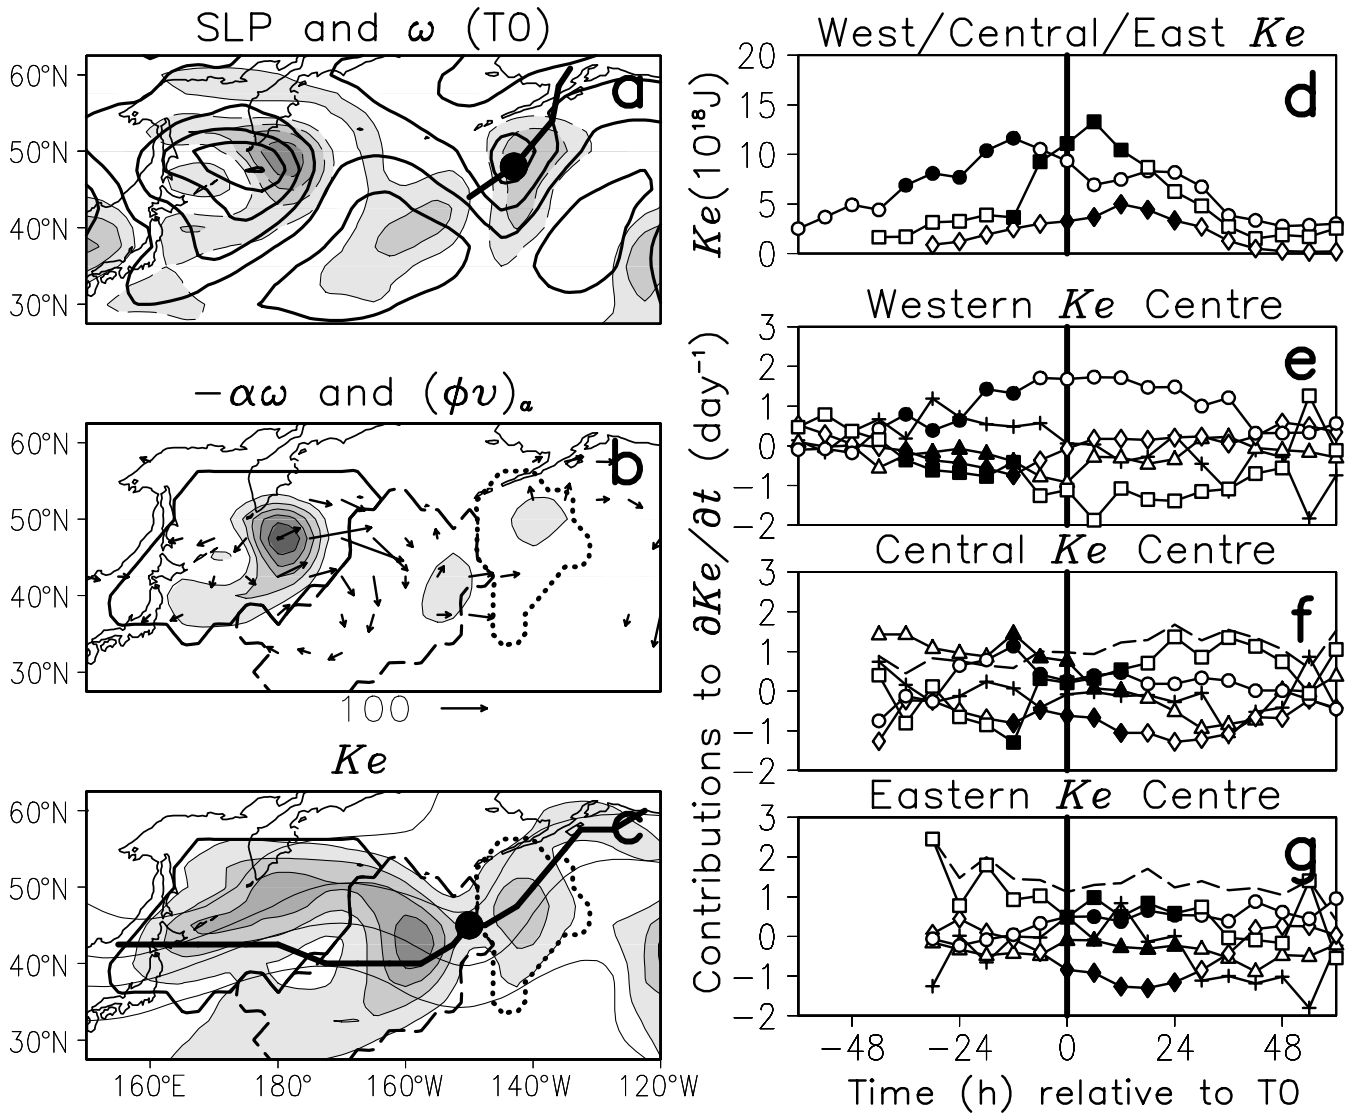 SLP and ω (T0)
60°N
50°N
40°N
30°N
a
−αω and (ϕυ)ₐ
60°N
50°N
40°N
30°N
b
100
Ke
60°N
50°N
40°N
30°N
c
160°E
180°
160°W
140°W
120°W
West/Central/East Ke
Ke(10¹⁸J)
20
15
10
5
0
d
Contributions to ∂Ke/∂t (day⁻¹)
Western Ke Centre
3
2
1
0
−1
−2
e
Central Ke Centre
3
2
1
0
−1
−2
f
Eastern Ke Centre
3
2
1
0
−1
−2
g
−48
−24
0
24
48
Time (h) relative to T0